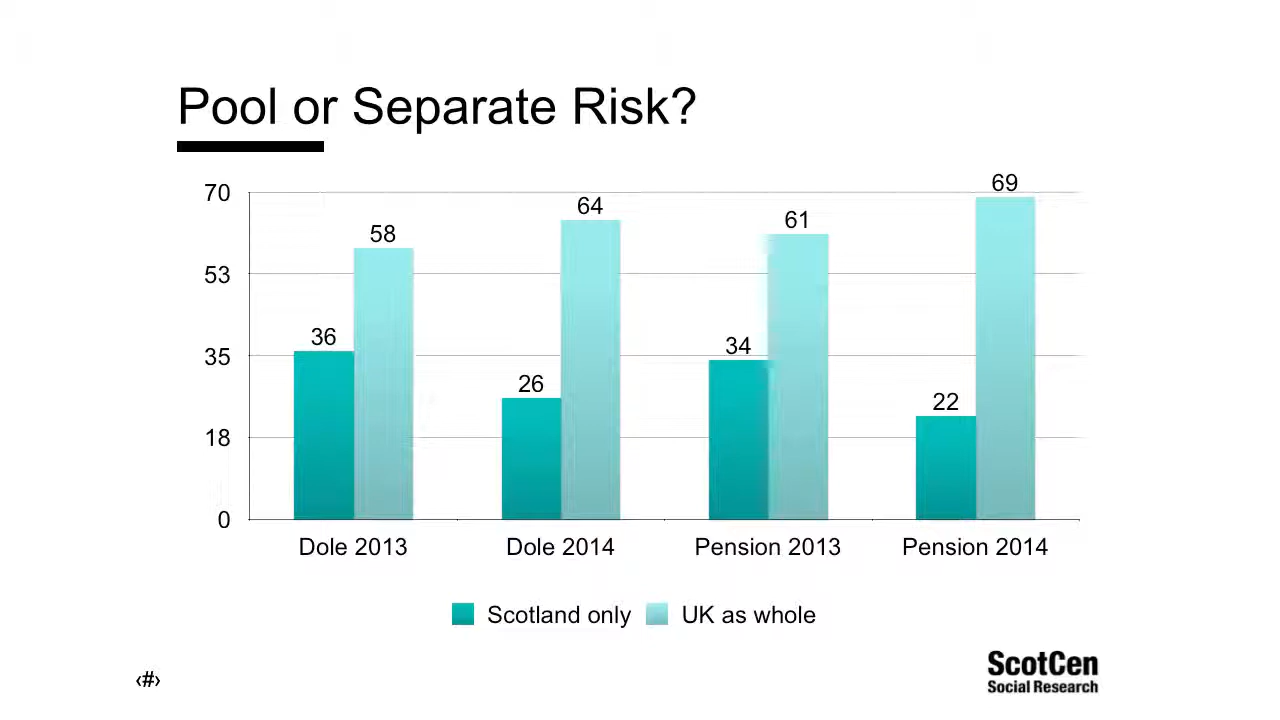 Pool or Separate Risk?
70
53
35
18
0
36
58
26
64
34
61
22
69
Dole 2013
Dole 2014
Pension 2013
Pension 2014
Scotland only
UK as whole
‹#›
ScotCen
Social Research